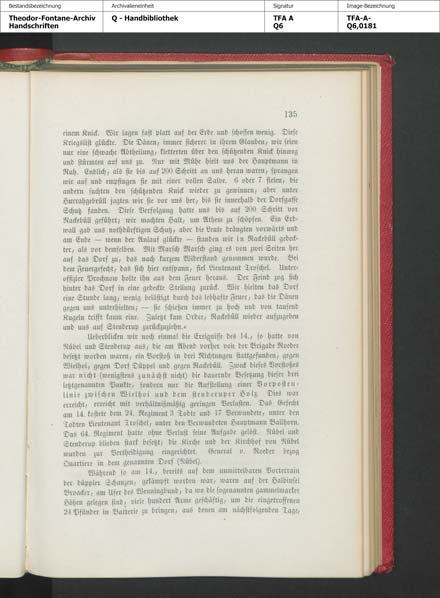 Bestandsbezeichnung
Archivalieneinheit
Signatur
Image-Bezeichnung
Theodor-Fontane-Archiv
Handschriften
Q - Handbibliothek
TFA A
Q6
TFA-A-
Q6,0181
135
einem Knick. Wir lagen fast platt auf der Erde und schossen wenig. Diese
Kriegslist glückte. Die Dänen, immer sicherer in ihrem Glauben, wir seien
nur eine schwache Abtheilung, kletterten über den schützenden Knick hinweg
und stürmten auf uns zu. Nur mit Mühe hielt uns der Hauptmann in
Ruh. Endlich, als sie bis auf 200 Schritt an uns heran waren, sprangen
wir auf und empfingen sie mit einer vollen Salve. 6 oder 7 fielen, die
andern suchten den schützenden Knick wieder zu gewinnen, aber unter
Hurrahgebrüll jagten wir sie vor uns her, bis sie innerhalb der Dorfgasse
Schutz fanden. Diese Verfolgung hatte uns bis auf 200 Schritt vor
Rackebüll geführt; wir machten Halt, um Athem zu schöpfen. Ein Erd-
wall gab uns nothdürftigen Schutz; aber die Leute drängten vorwärts und
am Ende — wenn der Anlauf glückte — standen wir in Rackebüll gedeck-
ter, als vor demselben. Mit Marsch Marsch ging es von zwei Seiten her
auf das Dorf zu, das nach kurzem Widerstand genommen wurde. Bei
dem Feuergefecht, das sich hier entspann, fiel Lieutenant Troschel. Unter-
offizier Prochnow holte ihn aus dem Feuer heraus. Der Feind zog sich
hinter das Dorf in eine gedeckte Stellung zurück. Wir hielten das Dorf
eine Stunde lang, wenig belästigt durch das lebhafte Feuer, das die Dänen
gegen uns unterhielten; — sie schießen immer zu hoch und von tausend
Kugeln trifft kaum eine. Zuletzt kam Ordre, Rackebüll wieder aufzugeben
und uns auf Stenderup zurückzuziehn.«
Ueberblicken wir noch einmal die Ereignisse des 14., so hatte von
Nübel und Stenderup aus, die am Abend vorher von der Brigade Roeder
besetzt worden waren, ein Vorstoß in drei Richtungen stattgefunden, gegen
Wielhoi, gegen Dorf Düppel und gegen Rackebüll. Zweck dieses Vorstoßes
war nicht (wenigstens zunächst nicht) die dauernde Besetzung dieser drei
letztgenannten Punkte, sondern nur die Aufstellung einer Vorposten-
linie zwischen Wielhoi und dem stenderuper Holz. Dies war
erreicht, erreicht mit verhältnißmäßig geringen Verlusten. Das Gefecht
am 14. kostete dem 24. Regiment 3 Todte und 17 Verwundete, unter den
Todten Lieutenant Troschel, unter den Verwundeten Hauptmann Ballhorn.
Das 64. Regiment hatte ohne Verlust seine Aufgabe gelöst. Nübel und
Stenderup blieben stark besetzt; die Kirche und der Kirchhof von Nübel
wurden zur Vertheidigung eingerichtet. General v. Roeder bezog
Quartiere in dem genannten Dorf (Nübel).
Während so am 14., bereits auf dem unmittelbaren Vorterrain
der düppler Schanzen, gekämpft worden war, waren auf der Halbinsel
Broacker, am Ufer des Wenningbund, da wo die sogenannten gammelmarker
Höhen gelegen sind, viele hundert Arme geschäftig, um die eingetroffenen
24 Pfünder in Batterie zu bringen, aus denen am nächstfolgenden Tage,